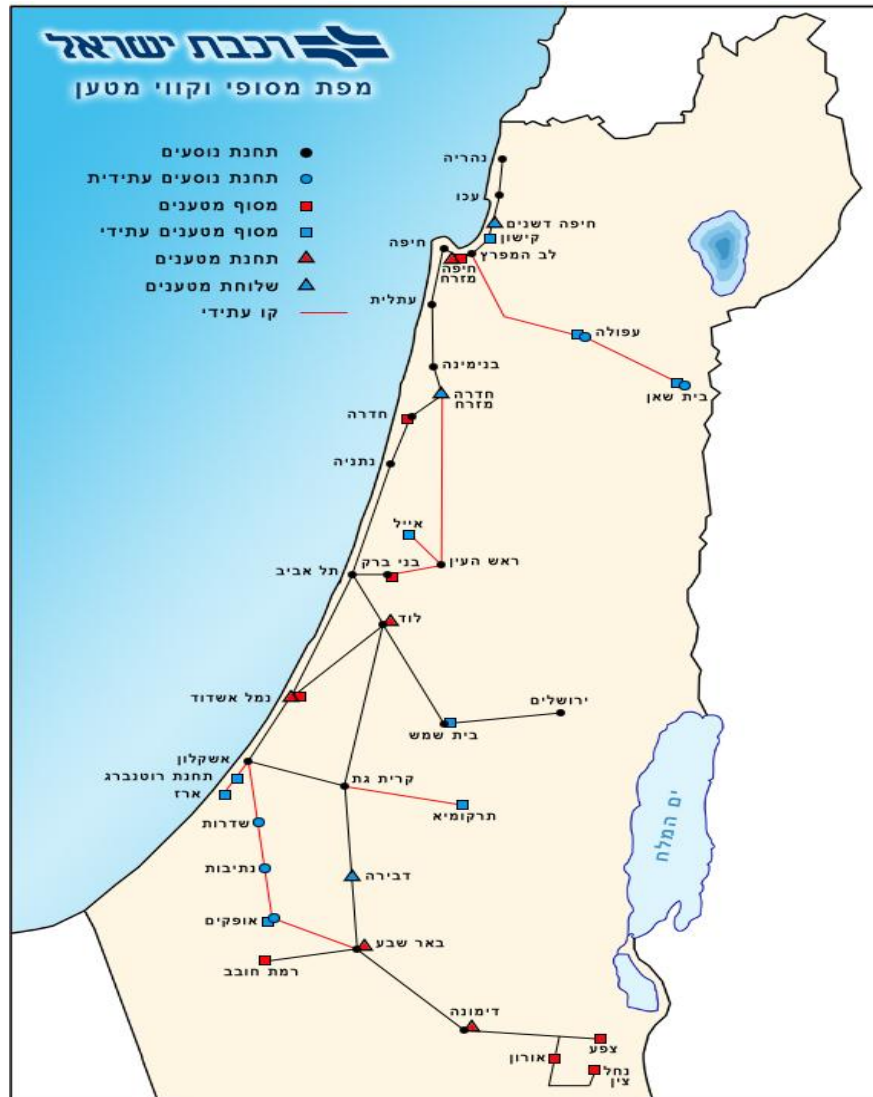 רכבת ישראל
מפת מסופי וקווי מטען
תחנת נוסעים
תחנת נוסעים עתידית
מסוף מטענים
מסוף מטענים עתידי
תחנת מטענים
שלוחת מטענים
קו עתידי
נהריה
עכו
חיפה דשנים
קישון
חיפה
לב המפרץ
חיפה
מזרח
עתלית
עפולה
בנימינה
בית שאן
חדרה
מזרח
חדרה
נתניה
אייל
ראש העין
בני ברק
תל אביב
לוד
נמל אשדוד
ירושלים
בית שמש
אשקלון
תחנת רוטנברג
ארז
קרית גת
תרקומיא
שדרות
נתיבות
דבירה
אופקים
באר שבע
רמת חובב
דימונה
צפע
אורון
נחל
צין
ים המלח